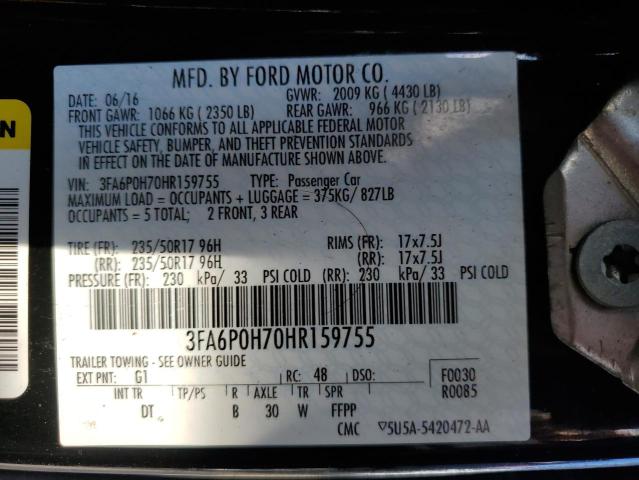 MFD. BY FORD MOTOR CO.
DATE: 06/16 GVWR: 2009 KG ( 4430 LB)
FRONT GAWR: 1066 KG ( 2350 LB) REAR GAWR: 966 KG ( 2130 LB)
THIS VEHICLE CONFORMS TO ALL APPLICABLE FEDERAL MOTOR
VEHICLE SAFETY, BUMPER, AND THEFT PREVENTION STANDARDS
IN EFFECT ON THE DATE OF MANUFACTURE SHOWN ABOVE.
VIN: 3FA6P0H70HR159755 TYPE: Passenger Car
MAXIMUM LOAD = OCCUPANTS + LUGGAGE = 375KG/ 827LB
OCCUPANTS = 5 TOTAL; 2 FRONT, 3 REAR
TIRE (FR): 235/50R17 96H RIMS (FR): 17x7.5J
(RR): 235/50R17 96H (RR): 17x7.5J
PRESSURE (FR): 230 kPa/ 33 PSI COLD (RR): 230 kPa/ 33 PSI COLD
3FA6P0H70HR159755
TRAILER TOWING - SEE OWNER GUIDE
EXT PNT: G1 RC: 48 DSO: F0030
INT TR TP/PS R AXLE TR SPR R0085
DT B 30 W FFPP
CMC ▽5U5A-5420472-AA